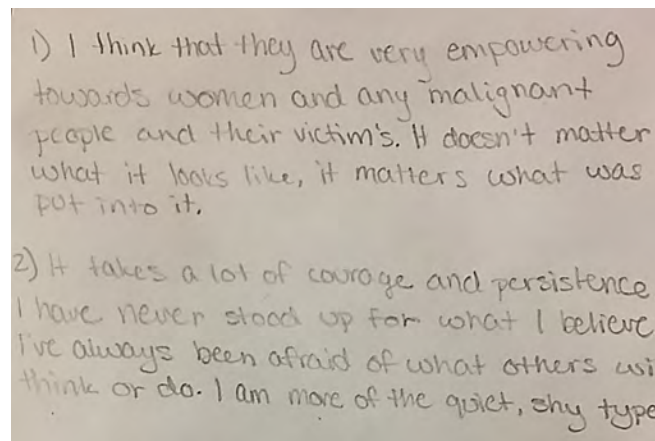 1) I think that they are very empowering
towards women and any malignant
people and their victim's. It doesn't matter
what it looks like, it matters what was
put into it.
2) It takes a lot of courage and persistence
I have never stood up for what I believe
I've always been afraid of what others wi
think or do. I am more of the quiet, shy type